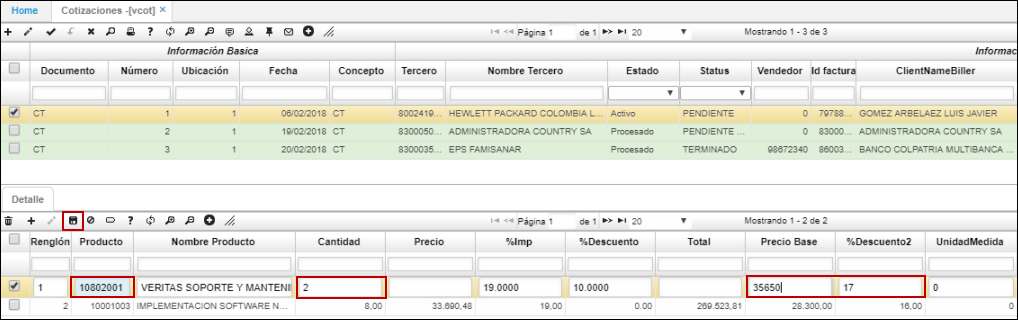 Home Cotizaciones -[vcot] ×
Página 1 de 1 20 Mostrando 1 - 3 de 3
Información Basica Informac
Documento Número Ubicación Fecha Concepto Tercero Nombre Tercero Estado Status Vendedor Id factura ClientNameBiller
CT 1 1 06/02/2018 CT 8002419... HEWLETT PACKARD COLOMBIA L... Activo PENDIENTE 0 79788... GOMEZ ARBELAEZ LUIS JAVIER
CT 2 1 19/02/2018 CT 8300050... ADMINISTRADORA COUNTRY SA Procesado PENDIENTE ... 0 83000... ADMINISTRADORA COUNTRY SA
CT 3 1 20/02/2018 CT 8300035... EPS FAMISANAR Procesado TERMINADO 98672340 86003... BANCO COLPATRIA MULTIBANCA ...
Detalle
Página 1 de 1 20 Mostrando 1 - 2 de 2
Renglón Producto Nombre Producto Cantidad Precio %Imp %Descuento Total Precio Base %Descuento2 UnidadMedida
1 10802001 VERITAS SOPORTE Y MANTENI 2 19.0000 10.0000 35650 17 0
2 10001003 IMPLEMENTACION SOFTWARE N... 8,00 33.690,48 19,00 0.00 269.523,81 28.300,00 16,00 0